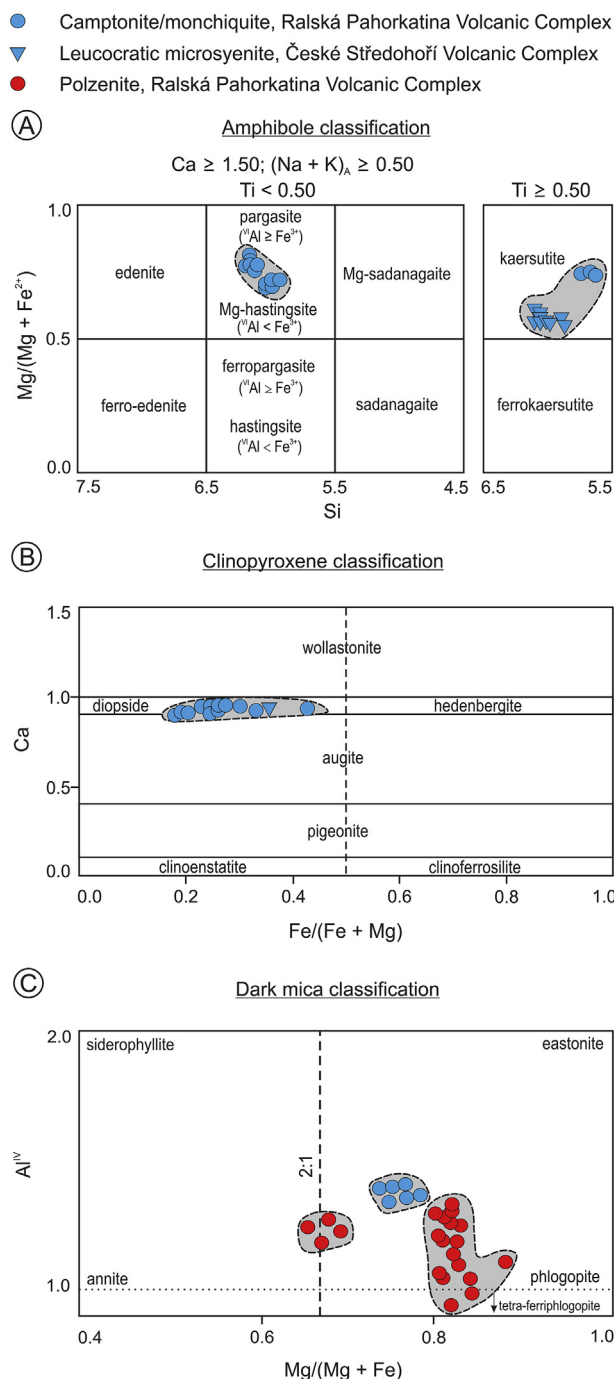 Camptonite/monchiquite, Ralská Pahorkatina Volcanic Complex
Leucocratic microsyenite, České Středohoří Volcanic Complex
Polzenite, Ralská Pahorkatina Volcanic Complex
A
Amphibole classification
Ca ≥ 1.50; (Na + K)A ≥ 0.50
Ti < 0.50
Ti ≥ 0.50
Mg/(Mg + Fe2+)
1.0
0.5
0.0
edenite
pargasite
(VIAl ≥ Fe3+)
Mg-hastingsite
(VIAl < Fe3+)
Mg-sadanagaite
kaersutite
ferro-edenite
ferropargasite
(VIAl ≥ Fe3+)
hastingsite
(VIAl < Fe3+)
sadanagaite
ferrokaersutite
7.5 6.5 5.5 4.5 6.5 5.5
Si
B
Clinopyroxene classification
Ca
1.5
1.0
0.5
0.0
wollastonite
diopside
hedenbergite
augite
pigeonite
clinoenstatite
clinoferrosilite
0.0 0.2 0.4 0.6 0.8 1.0
Fe/(Fe + Mg)
C
Dark mica classification
AlIV
2.0
1.0
siderophyllite
eastonite
2:1
annite
phlogopite
tetra-ferriphlogopite
0.4 0.6 0.8 1.0
Mg/(Mg + Fe)